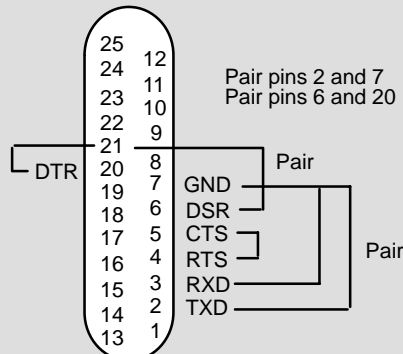 25
12
24
11
Pair pins 2 and 7
Pair pins 6 and 20
23
10
22
9
21
8
Pair
DTR
20
7
GND
19
6
DSR
18
5
CTS
17
4
RTS
Pair
16
3
RXD
15
2
TXD
14
1
13